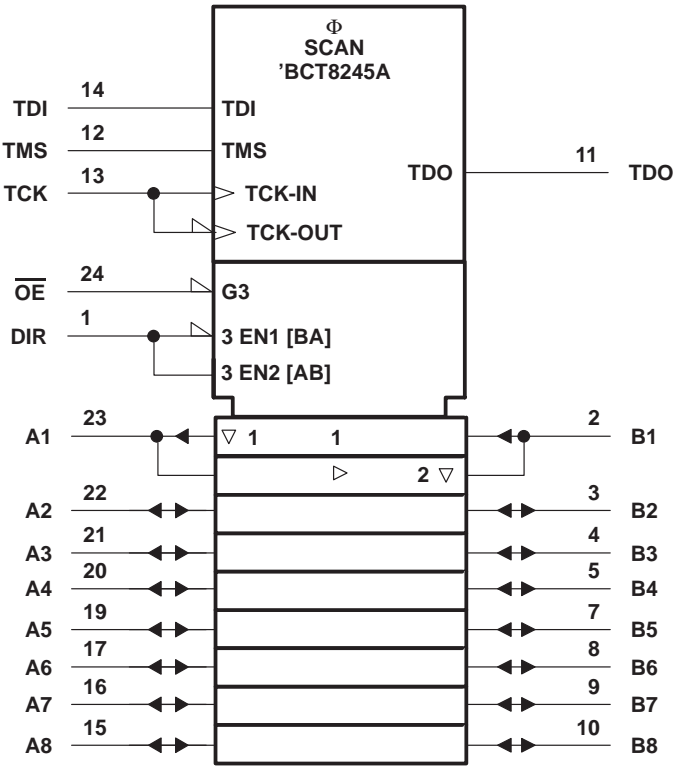 Φ
SCAN
’BCT8245A
TDI 14 TDI
TMS 12 TMS
TDO 11 TDO
TCK 13 TCK-IN
TCK-OUT
OE 24 G3
DIR 1 3 EN1 [BA]
3 EN2 [AB]
A1 23 1 1 2 B1
2
A2 22 3 B2
A3 21 4 B3
A4 20 5 B4
A5 19 7 B5
A6 17 8 B6
A7 16 9 B7
A8 15 10 B8